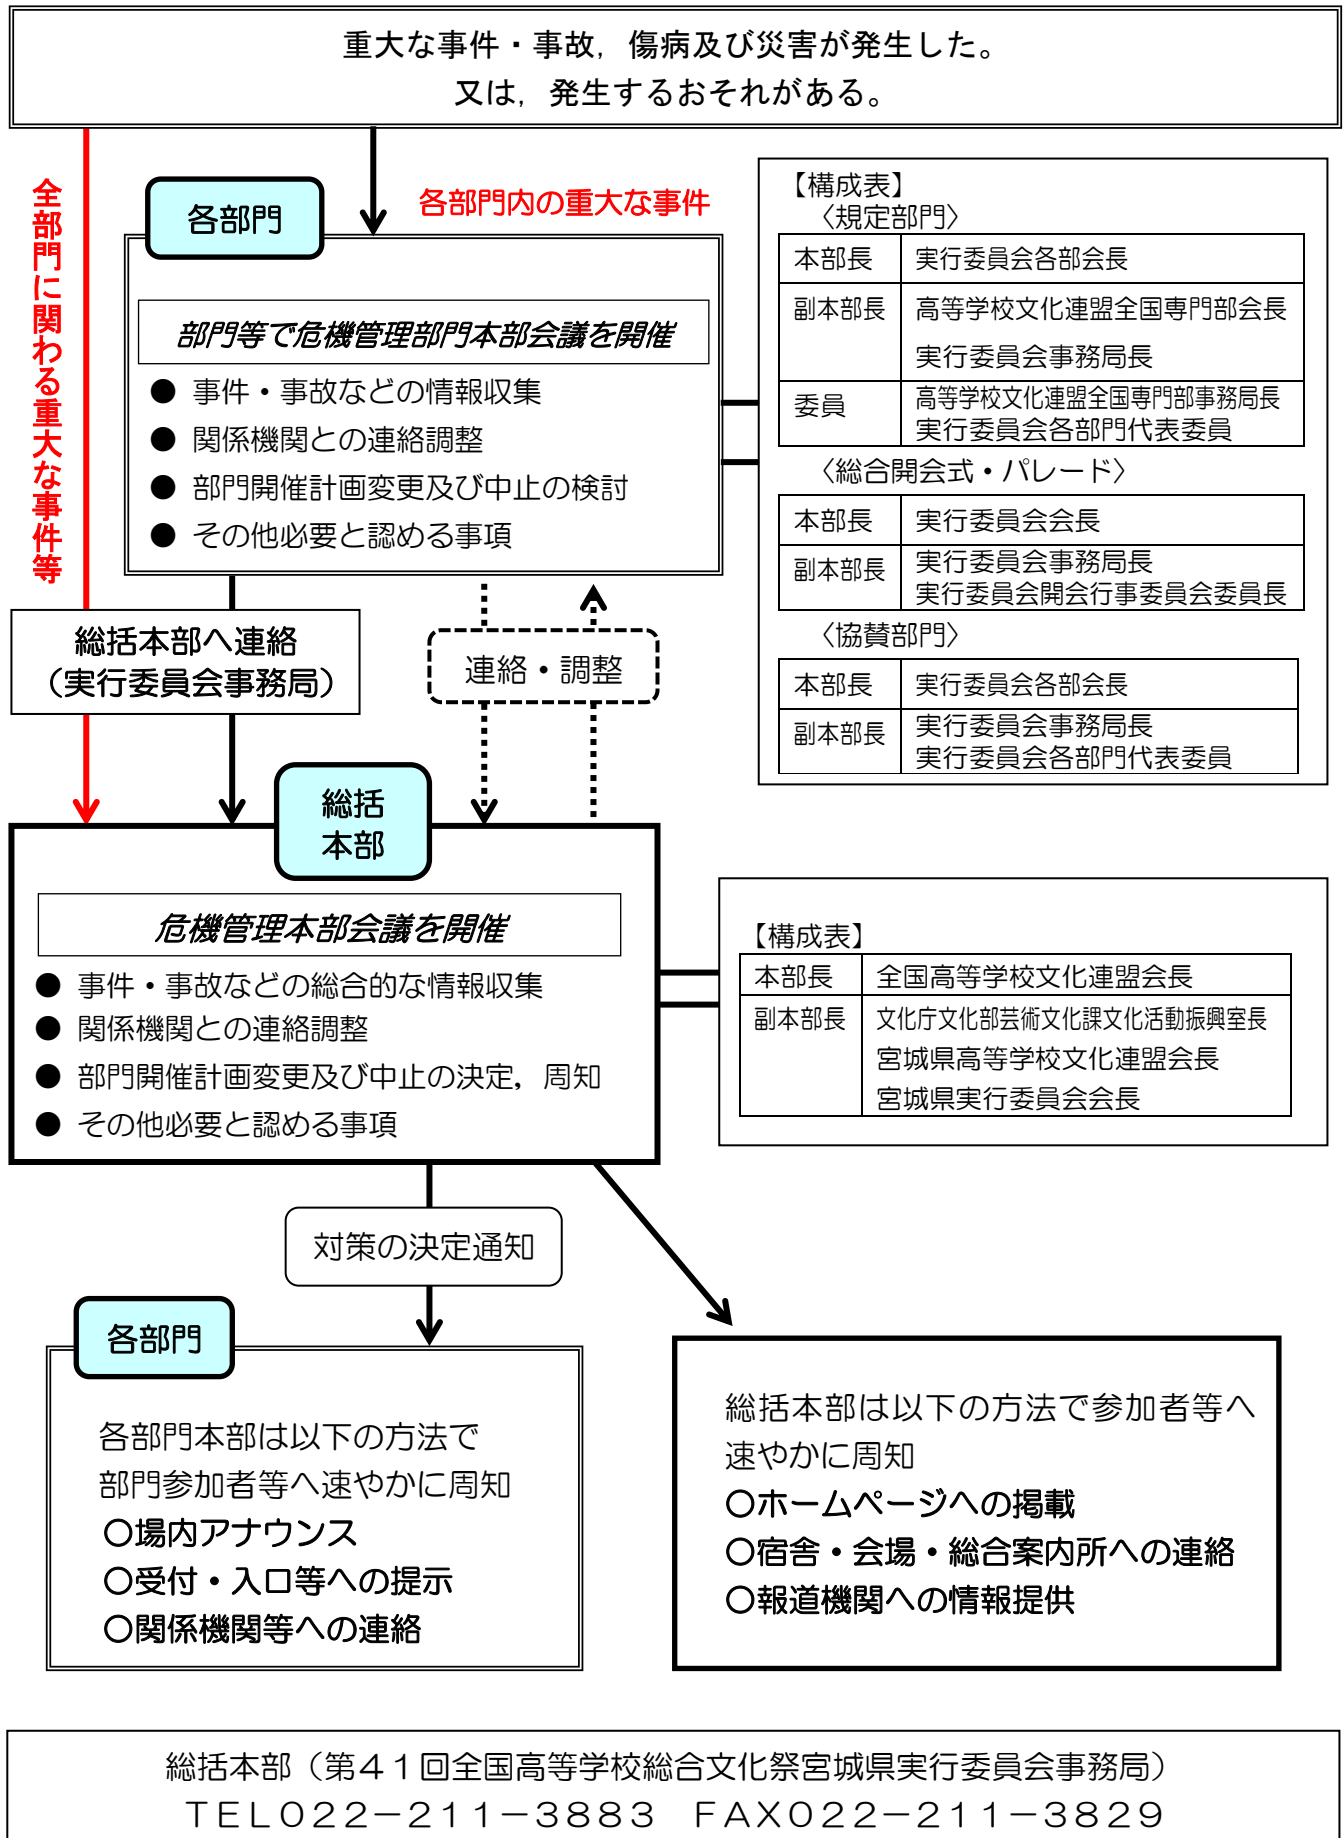 重大な事件・事故，傷病及び災害が発生した。
又は，発生するおそれがある。
全部門に関わる重大な事件等
各部門
各部門内の重大な事件
部門等で危機管理部門本部会議を開催
● 事件・事故などの情報収集
● 関係機関との連絡調整
● 部門開催計画変更及び中止の検討
● その他必要と認める事項
【構成表】
〈規定部門〉
本部長 実行委員会各部会長
副本部長 高等学校文化連盟全国専門部会長
実行委員会事務局長
委員 高等学校文化連盟全国専門部事務局長
実行委員会各部門代表委員
〈総合開会式・パレード〉
本部長 実行委員会会長
副本部長 実行委員会事務局長
実行委員会開会行事委員会委員長
〈協賛部門〉
本部長 実行委員会各部会長
副本部長 実行委員会事務局長
実行委員会各部門代表委員
総括本部へ連絡
（実行委員会事務局）
連絡・調整
総括
本部
危機管理本部会議を開催
● 事件・事故などの総合的な情報収集
● 関係機関との連絡調整
● 部門開催計画変更及び中止の決定，周知
● その他必要と認める事項
【構成表】
本部長 全国高等学校文化連盟会長
副本部長 文化庁文化部芸術文化課文化活動振興室長
宮城県高等学校文化連盟会長
宮城県実行委員会会長
対策の決定通知
各部門
各部門本部は以下の方法で
部門参加者等へ速やかに周知
○場内アナウンス
○受付・入口等への提示
○関係機関等への連絡
総括本部は以下の方法で参加者等へ
速やかに周知
○ホームページへの掲載
○宿舎・会場・総合案内所への連絡
○報道機関への情報提供
総括本部（第４１回全国高等学校総合文化祭宮城県実行委員会事務局）
ＴＥＬ０２２－２１１－３８８３　ＦＡＸ０２２－２１１－３８２９